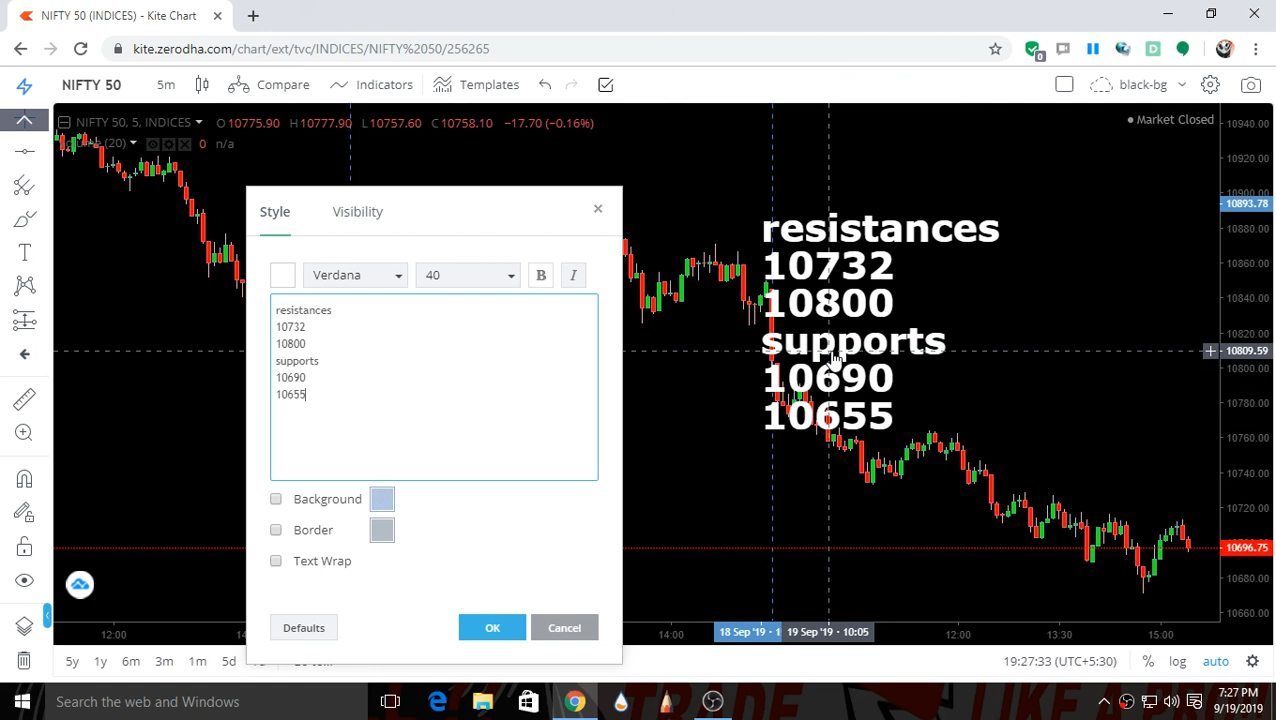 NIFTY 50 (INDICES) - Kite Chart
kite.zerodha.com/chart/ext/tvc/INDICES/NIFTY%2050/256265
0
D
NIFTY 50
5m
Compare
Indicators
Templates
black-bg
NIFTY 50, 5, INDICES
O 10775.90 H 10777.90 L 10757.60 C 10758.10 −17.70 (−0.16%)
(20)
0 n/a
Market Closed
Style
Visibility
Verdana
40
B
I
resistances
10732
10800
supports
10690
10655
Background
Border
Text Wrap
Defaults
OK
Cancel
resistances
10732
10800
supports
10690
10655
10940.00
10920.00
10900.00
10893.78
10860.00
10840.00
10820.00
10809.59
10800.00
10780.00
10760.00
10740.00
10720.00
10696.75
10680.00
10660.00
12:00
14:00
18 Sep '19
19 Sep '19 · 10:05
12:00
13:30
15:00
5y
1y
6m
3m
1m
5d
19:27:33 (UTC+5:30)
%
log
auto
Search the web and Windows
TRADE
7:27 PM
9/19/2019